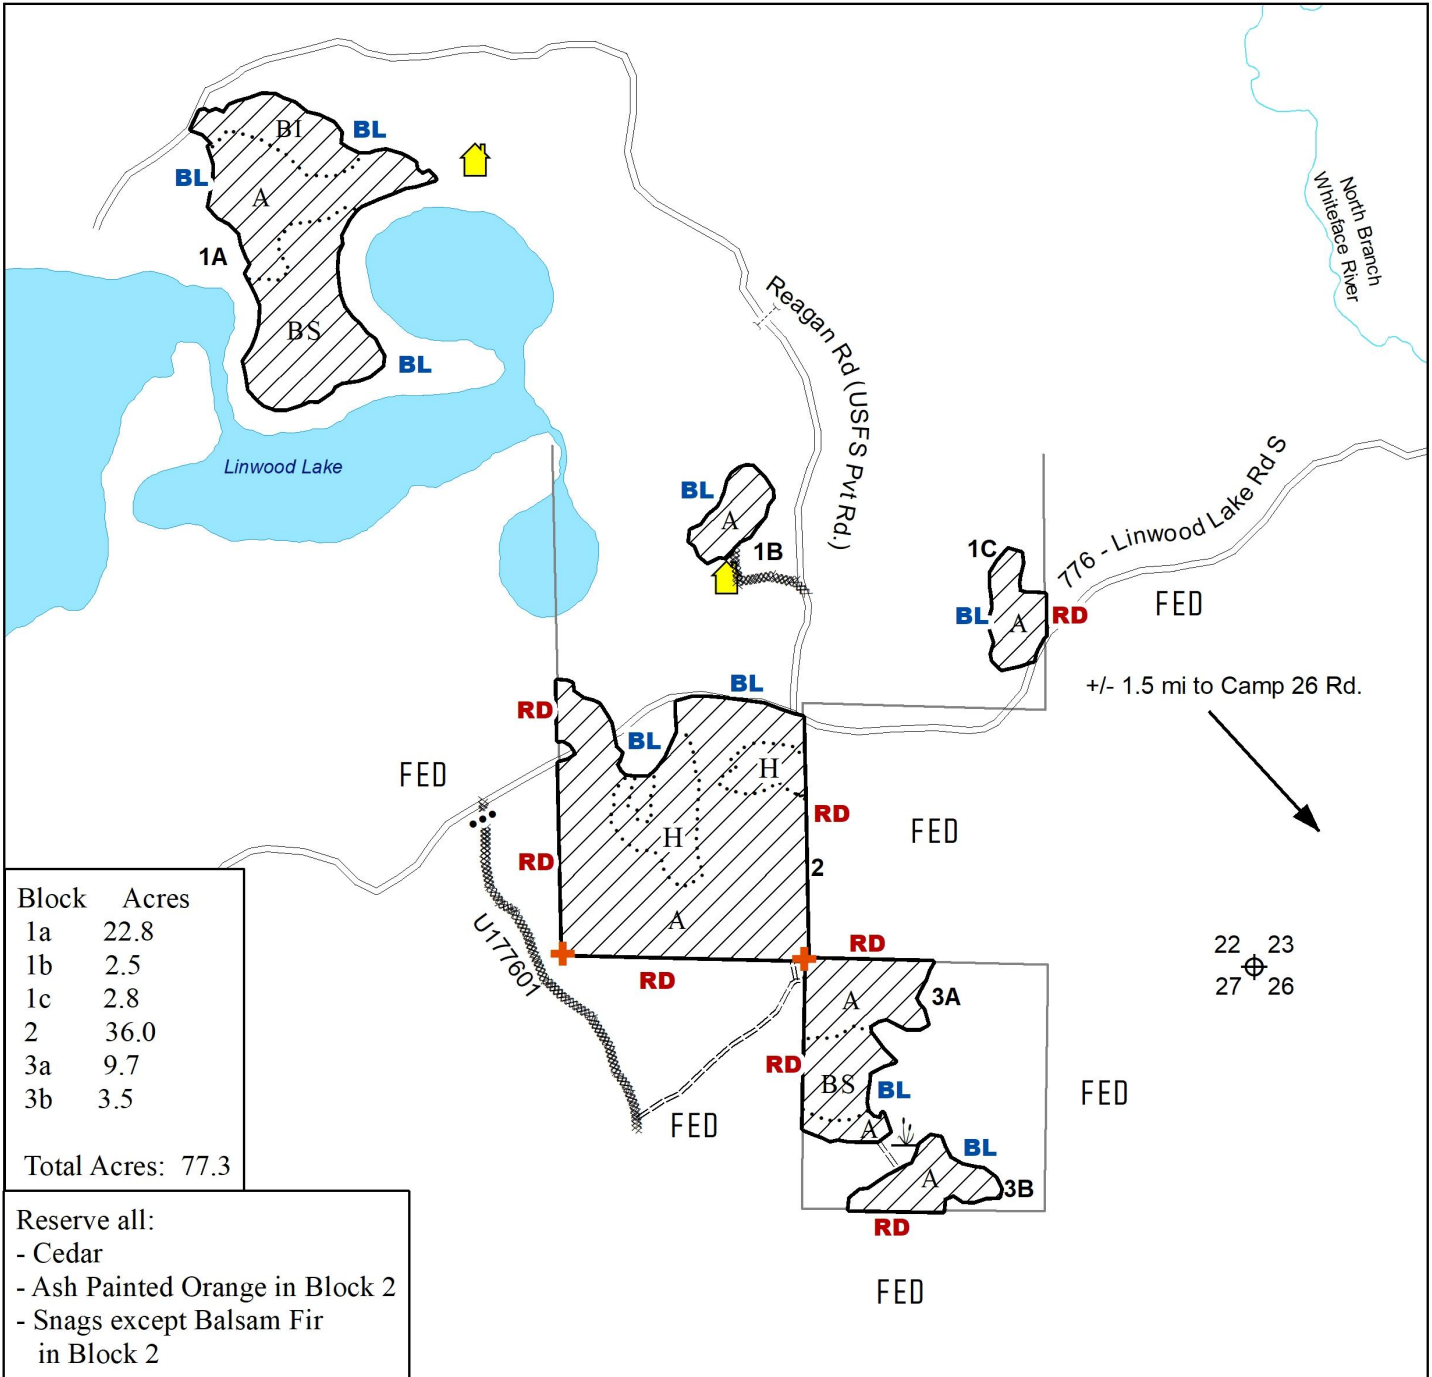 BI
BL
BL
A
1A
BS
BL
North Branch
Whiteface River
Reagan Rd (USFS Pvt Rd.)
Linwood Lake
776 - Linwood Lake Rd S
BL
A
1B
1C
BL
A
RD
FED
+/- 1.5 mi to Camp 26 Rd.
BL
RD
BL
H
FED
RD
FED
H
RD
2
A
U177601
RD
RD
A
3A
22 23
27 26
RD
BS
BL
FED
FED
A
BL
A
3B
RD
FED
Block Acres
1a 22.8
1b 2.5
1c 2.8
2 36.0
3a 9.7
3b 3.5
Total Acres: 77.3
Reserve all:
- Cedar
- Ash Painted Orange in Block 2
- Snags except Balsam Fir
in Block 2